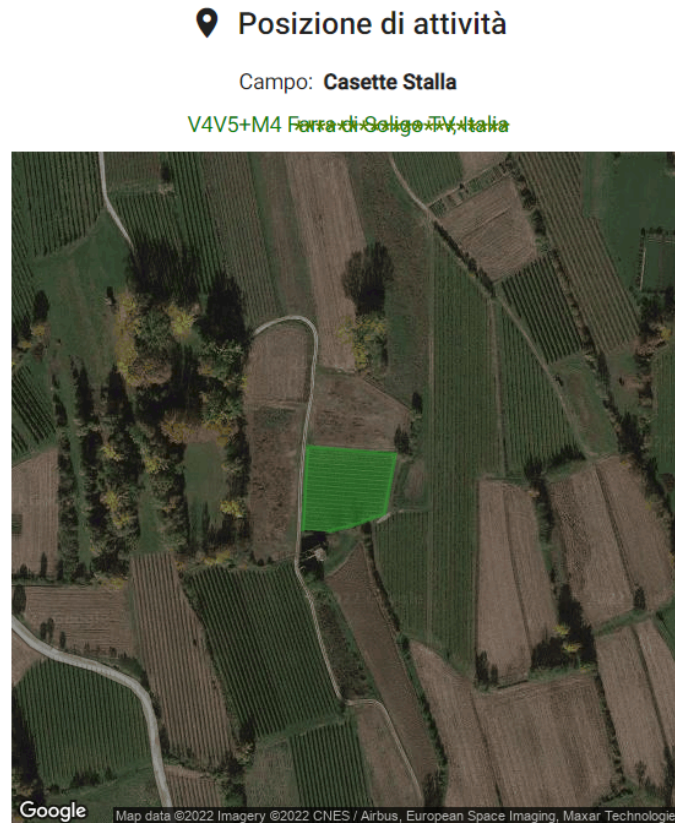 Posizione di attività
Campo: Casette Stalla
V4V5+M4 Farra di Soligo TV, Italia
Google
Map data ©2022 Imagery ©2022 CNES / Airbus, European Space Imaging, Maxar Technologie